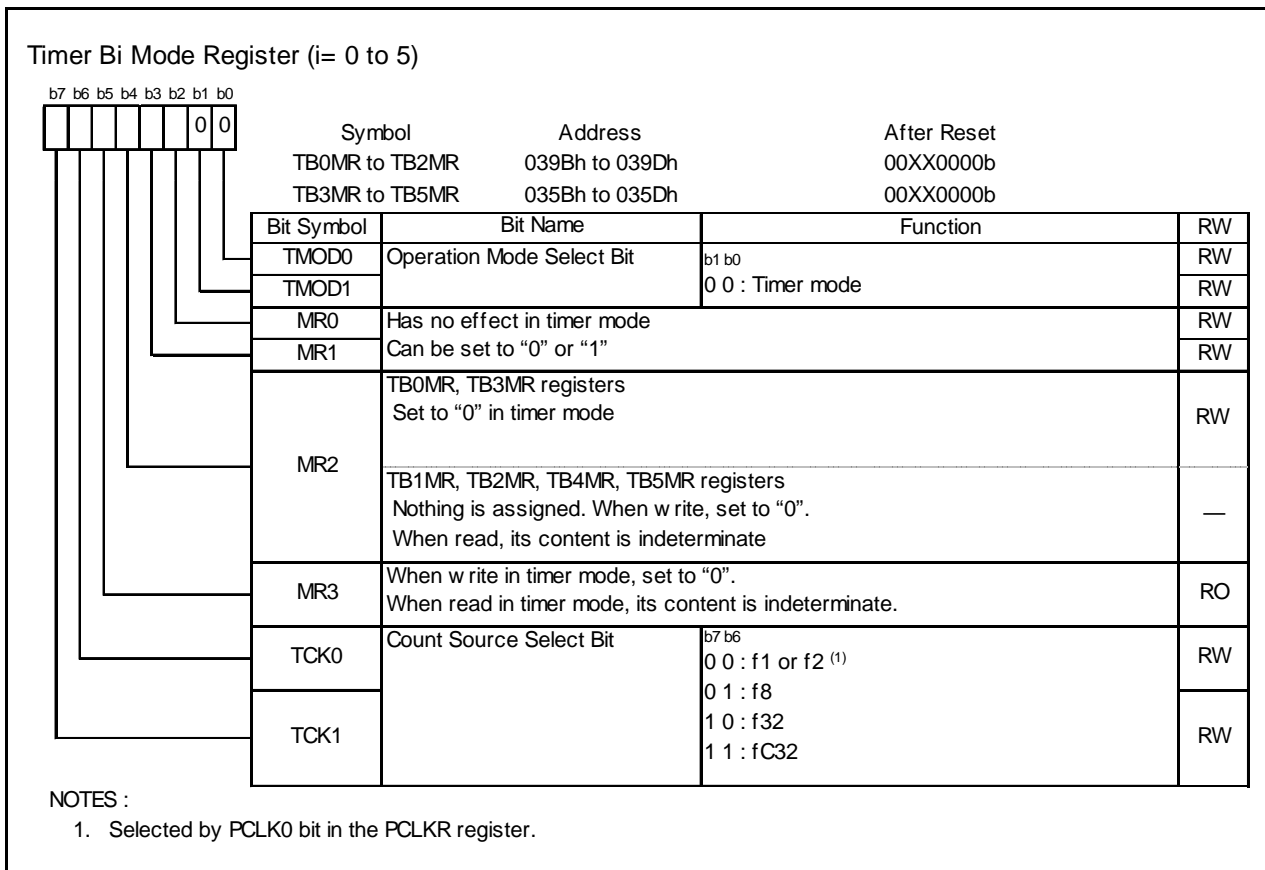 Timer Bi Mode Register (i= 0 to 5)
b7 b6 b5 b4 b3 b2 b1 b0
0 0
Symbol Address After Reset
TB0MR to TB2MR 039Bh to 039Dh 00XX0000b
TB3MR to TB5MR 035Bh to 035Dh 00XX0000b
Bit Symbol Bit Name Function RW
TMOD0 Operation Mode Select Bit b1 b0 RW
TMOD1 0 0 : Timer mode RW
MR0 Has no effect in timer mode RW
MR1 Can be set to “0” or “1” RW
MR2 TB0MR, TB3MR registers
Set to “0” in timer mode RW
TB1MR, TB2MR, TB4MR, TB5MR registers
Nothing is assigned. When write, set to “0”. —
When read, its content is indeterminate
MR3 When write in timer mode, set to “0”. RO
When read in timer mode, its content is indeterminate.
TCK0 Count Source Select Bit b7 b6 RW
0 0 : f1 or f2 (1)
0 1 : f8
TCK1 1 0 : f32 RW
1 1 : fC32
NOTES :
1. Selected by PCLK0 bit in the PCLKR register.